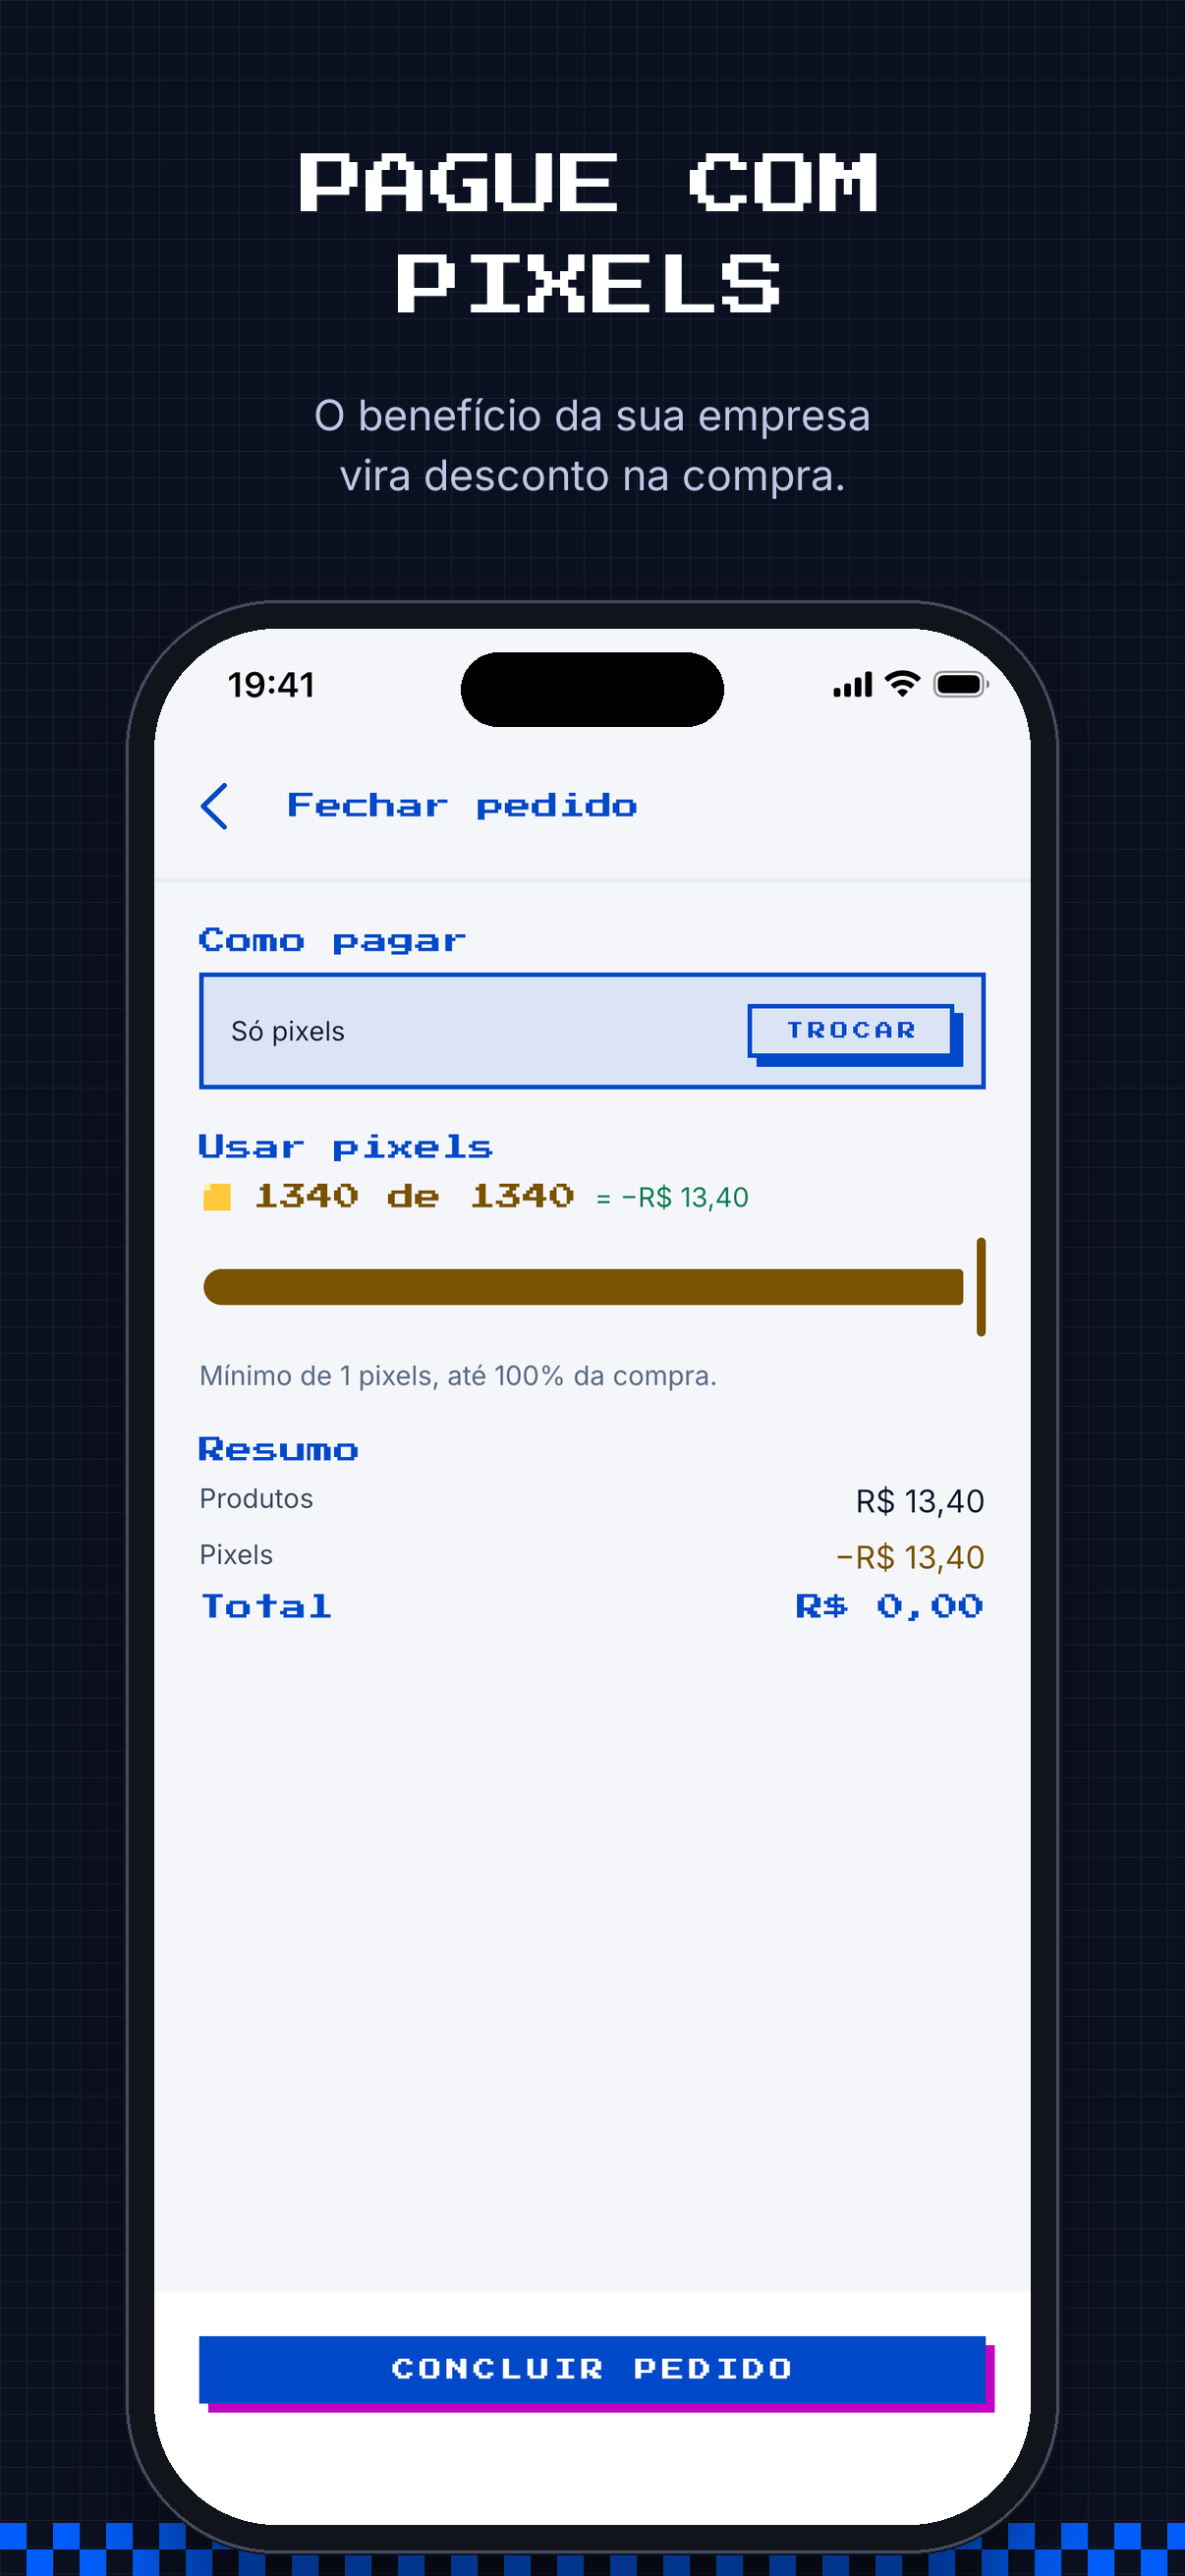 PAGUE COM
PIXELS
O benefício da sua empresa
vira desconto na compra.
19:41
Fechar pedido
Como pagar
Só pixels
TROCAR
Usar pixels
1340 de 1340 = −R$ 13,40
Mínimo de 1 pixels, até 100% da compra.
Resumo
Produtos R$ 13,40
Pixels −R$ 13,40
Total R$ 0,00
CONCLUIR PEDIDO